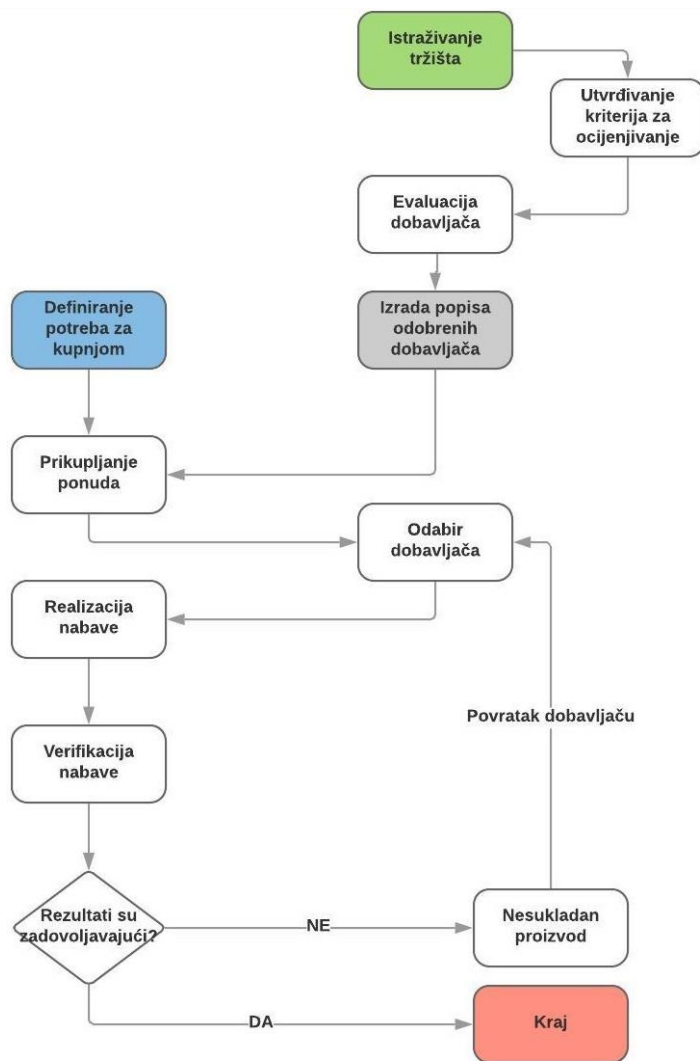 Istraživanje
tržišta
Utvrđivanje
kriterija za
ocijenjivanje
Evaluacija
dobavljača
Definiranje
potreba za
kupnjom
Izrada popisa
odobrenih
dobavljača
Prikupljanje
ponuda
Odabir
dobavljača
Realizacija
nabave
Povratak dobavljaču
Verifikacija
nabave
Rezultati su
zadovoljavajući?
NE
Nesukladan
proizvod
DA
Kraj